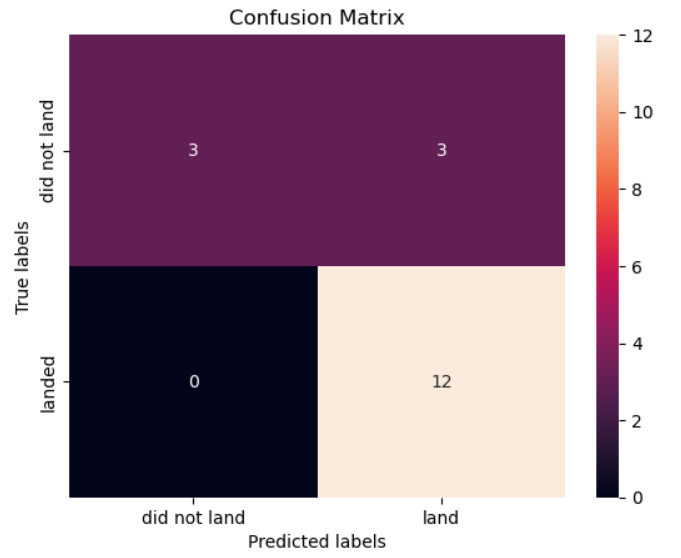 Confusion Matrix
True labels
did not land
landed
3 3
0 12
did not land land
Predicted labels
12
10
8
6
4
2
0